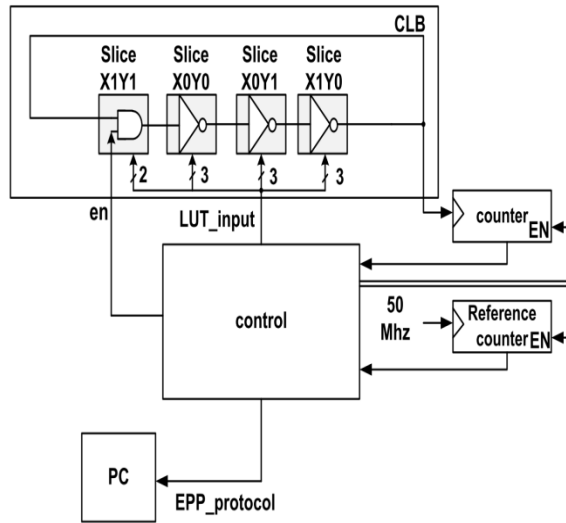 CLB
Slice Slice Slice Slice
X1Y1 X0Y0 X0Y1 X1Y0
2 3 3 3
en
LUT_input
counter
EN
control
50
Mhz
Reference
counter EN
PC
EPP_protocol